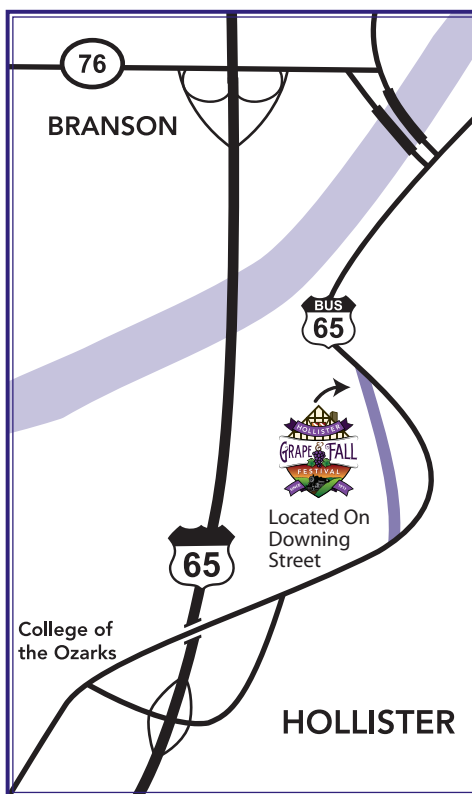 76
BRANSON
BUS
65
HOLLISTER
GRAPE & FALL
FESTIVAL
Located On
Downing
Street
65
College of
the Ozarks
HOLLISTER